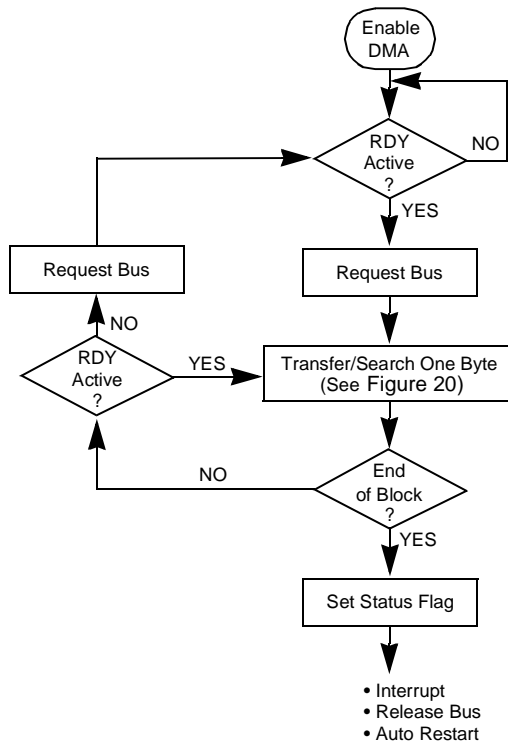 Enable
DMA
RDY
Active
?
NO
YES
Request Bus
Request Bus
NO
RDY
Active
?
YES
Transfer/Search One Byte
(See Figure 20)
NO
End
of Block
?
YES
Set Status Flag
• Interrupt
• Release Bus
• Auto Restart